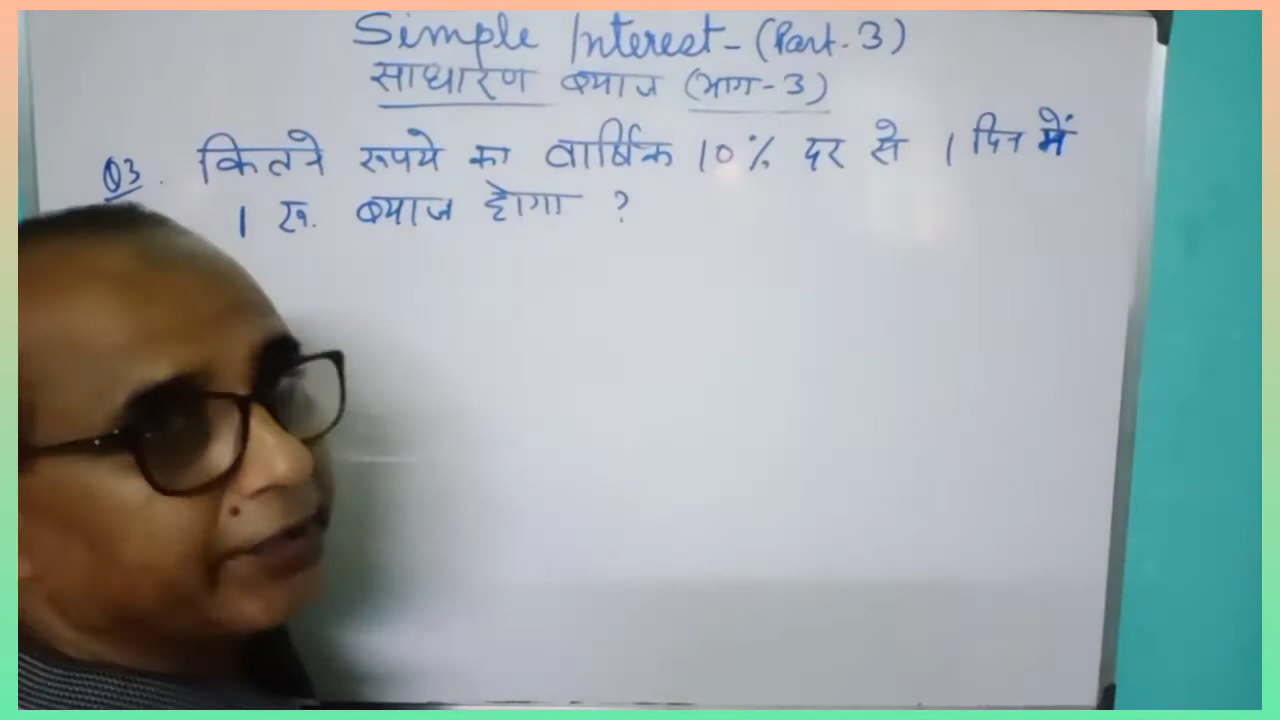 Simple Interest-(Part.3)
साधारण ब्याज (भाग-3)
Q3. कितने रूपये का वार्षिक 10% दर से 1 दिन में
1 रु. ब्याज होगा ?